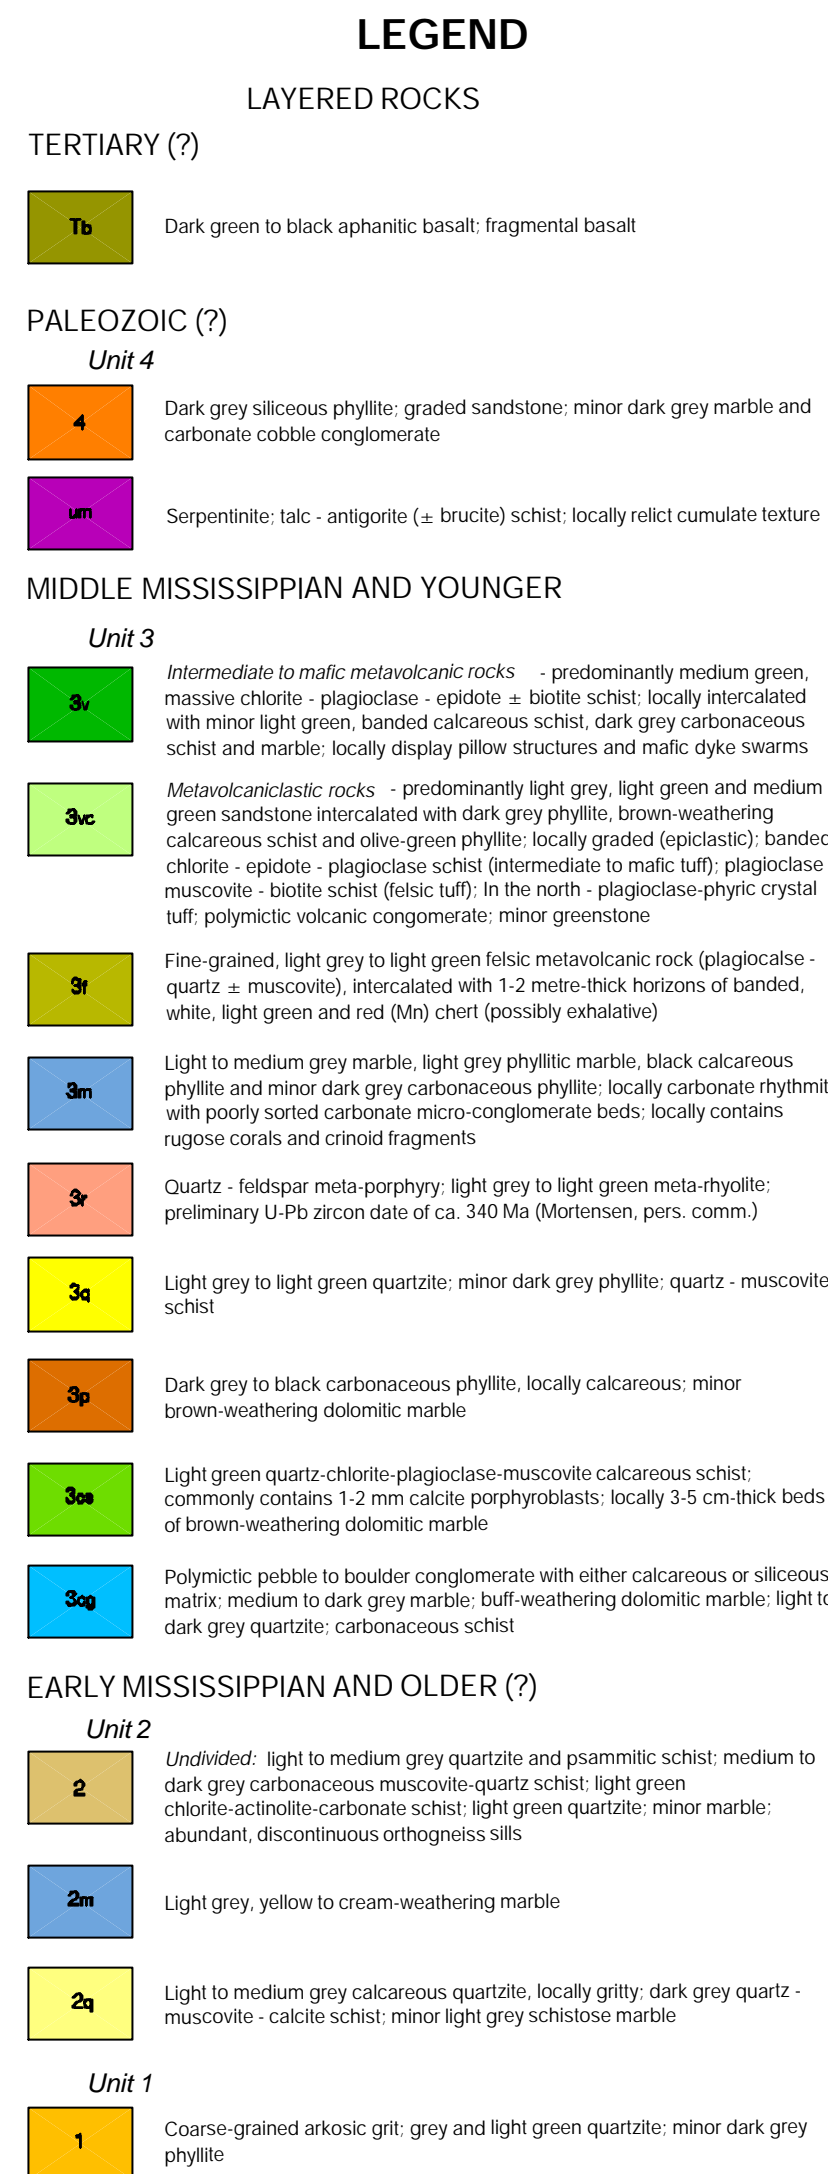 LEGEND
LAYERED ROCKS
TERTIARY (?)
Tb
Dark green to black aphanitic basalt; fragmental basalt
PALEOZOIC (?)
Unit 4
4
Dark grey siliceous phyllite; graded sandstone; minor dark grey marble and
carbonate cobble conglomerate
um
Serpentinite; talc - antigorite (± brucite) schist; locally relict cumulate texture
MIDDLE MISSISSIPPIAN AND YOUNGER
Unit 3
3v
Intermediate to mafic metavolcanic rocks - predominantly medium green,
massive chlorite - plagioclase - epidote ± biotite schist; locally intercalated
with minor light green, banded calcareous schist, dark grey carbonaceous
schist and marble; locally display pillow structures and mafic dyke swarms
3vc
Metavolcaniclastic rocks - predominantly light grey, light green and medium
green sandstone intercalated with dark grey phyllite, brown-weathering
calcareous schist and olive-green phyllite; locally graded (epiclastic); banded
chlorite - epidote - plagioclase schist (intermediate to mafic tuff); plagioclase
muscovite - biotite schist (felsic tuff); In the north - plagioclase-phyric crystal
tuff; polymictic volcanic congomerate; minor greenstone
3f
Fine-grained, light grey to light green felsic metavolcanic rock (plagiocalse -
quartz ± muscovite), intercalated with 1-2 metre-thick horizons of banded,
white, light green and red (Mn) chert (possibly exhalative)
3m
Light to medium grey marble, light grey phyllitic marble, black calcareous
phyllite and minor dark grey carbonaceous phyllite; locally carbonate rhythmit
with poorly sorted carbonate micro-conglomerate beds; locally contains
rugose corals and crinoid fragments
3r
Quartz - feldspar meta-porphyry; light grey to light green meta-rhyolite;
preliminary U-Pb zircon date of ca. 340 Ma (Mortensen, pers. comm.)
3q
Light grey to light green quartzite; minor dark grey phyllite; quartz - muscovite
schist
3p
Dark grey to black carbonaceous phyllite, locally calcareous; minor
brown-weathering dolomitic marble
3cs
Light green quartz-chlorite-plagioclase-muscovite calcareous schist;
commonly contains 1-2 mm calcite porphyroblasts; locally 3-5 cm-thick beds
of brown-weathering dolomitic marble
3cg
Polymictic pebble to boulder conglomerate with either calcareous or siliceous
matrix; medium to dark grey marble; buff-weathering dolomitic marble; light to
dark grey quartzite; carbonaceous schist
EARLY MISSISSIPPIAN AND OLDER (?)
Unit 2
2
Undivided: light to medium grey quartzite and psammitic schist; medium to
dark grey carbonaceous muscovite-quartz schist; light green
chlorite-actinolite-carbonate schist; light green quartzite; minor marble;
abundant, discontinuous orthogneiss sills
2m
Light grey, yellow to cream-weathering marble
2q
Light to medium grey calcareous quartzite, locally gritty; dark grey quartz -
muscovite - calcite schist; minor light grey schistose marble
Unit 1
1
Coarse-grained arkosic grit; grey and light green quartzite; minor dark grey
phyllite